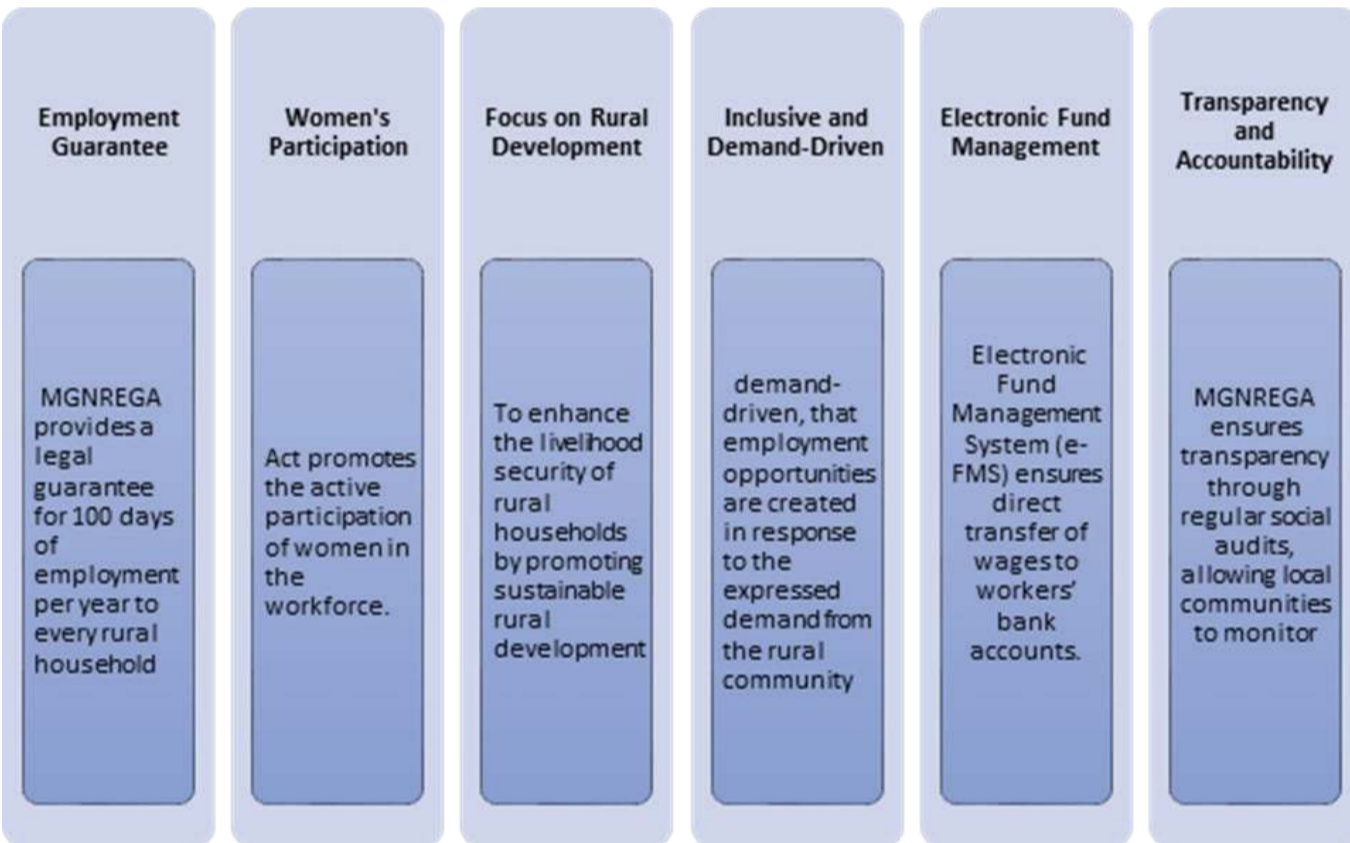 Employment
Guarantee
MGNREGA
provides a
legal
guarantee
for 100 days
of
employment
per year to
every rural
household
Women's
Participation
Act promotes
the active
participation
of women in
the
workforce.
Focus on Rural
Development
To enhance
the livelihood
security of
rural
households
by promoting
sustainable
rural
development
Inclusive and
Demand-Driven
demand-
driven, that
employment
opportunities
are created
in response
to the
expressed
demand from
the rural
community
Electronic Fund
Management
Electronic
Fund
Management
System (e-
FMS) ensures
direct
transfer of
wages to
workers’
bank
accounts.
Transparency
and
Accountability
MGNREGA
ensures
transparency
through
regular social
audits,
allowing local
communities
to monitor